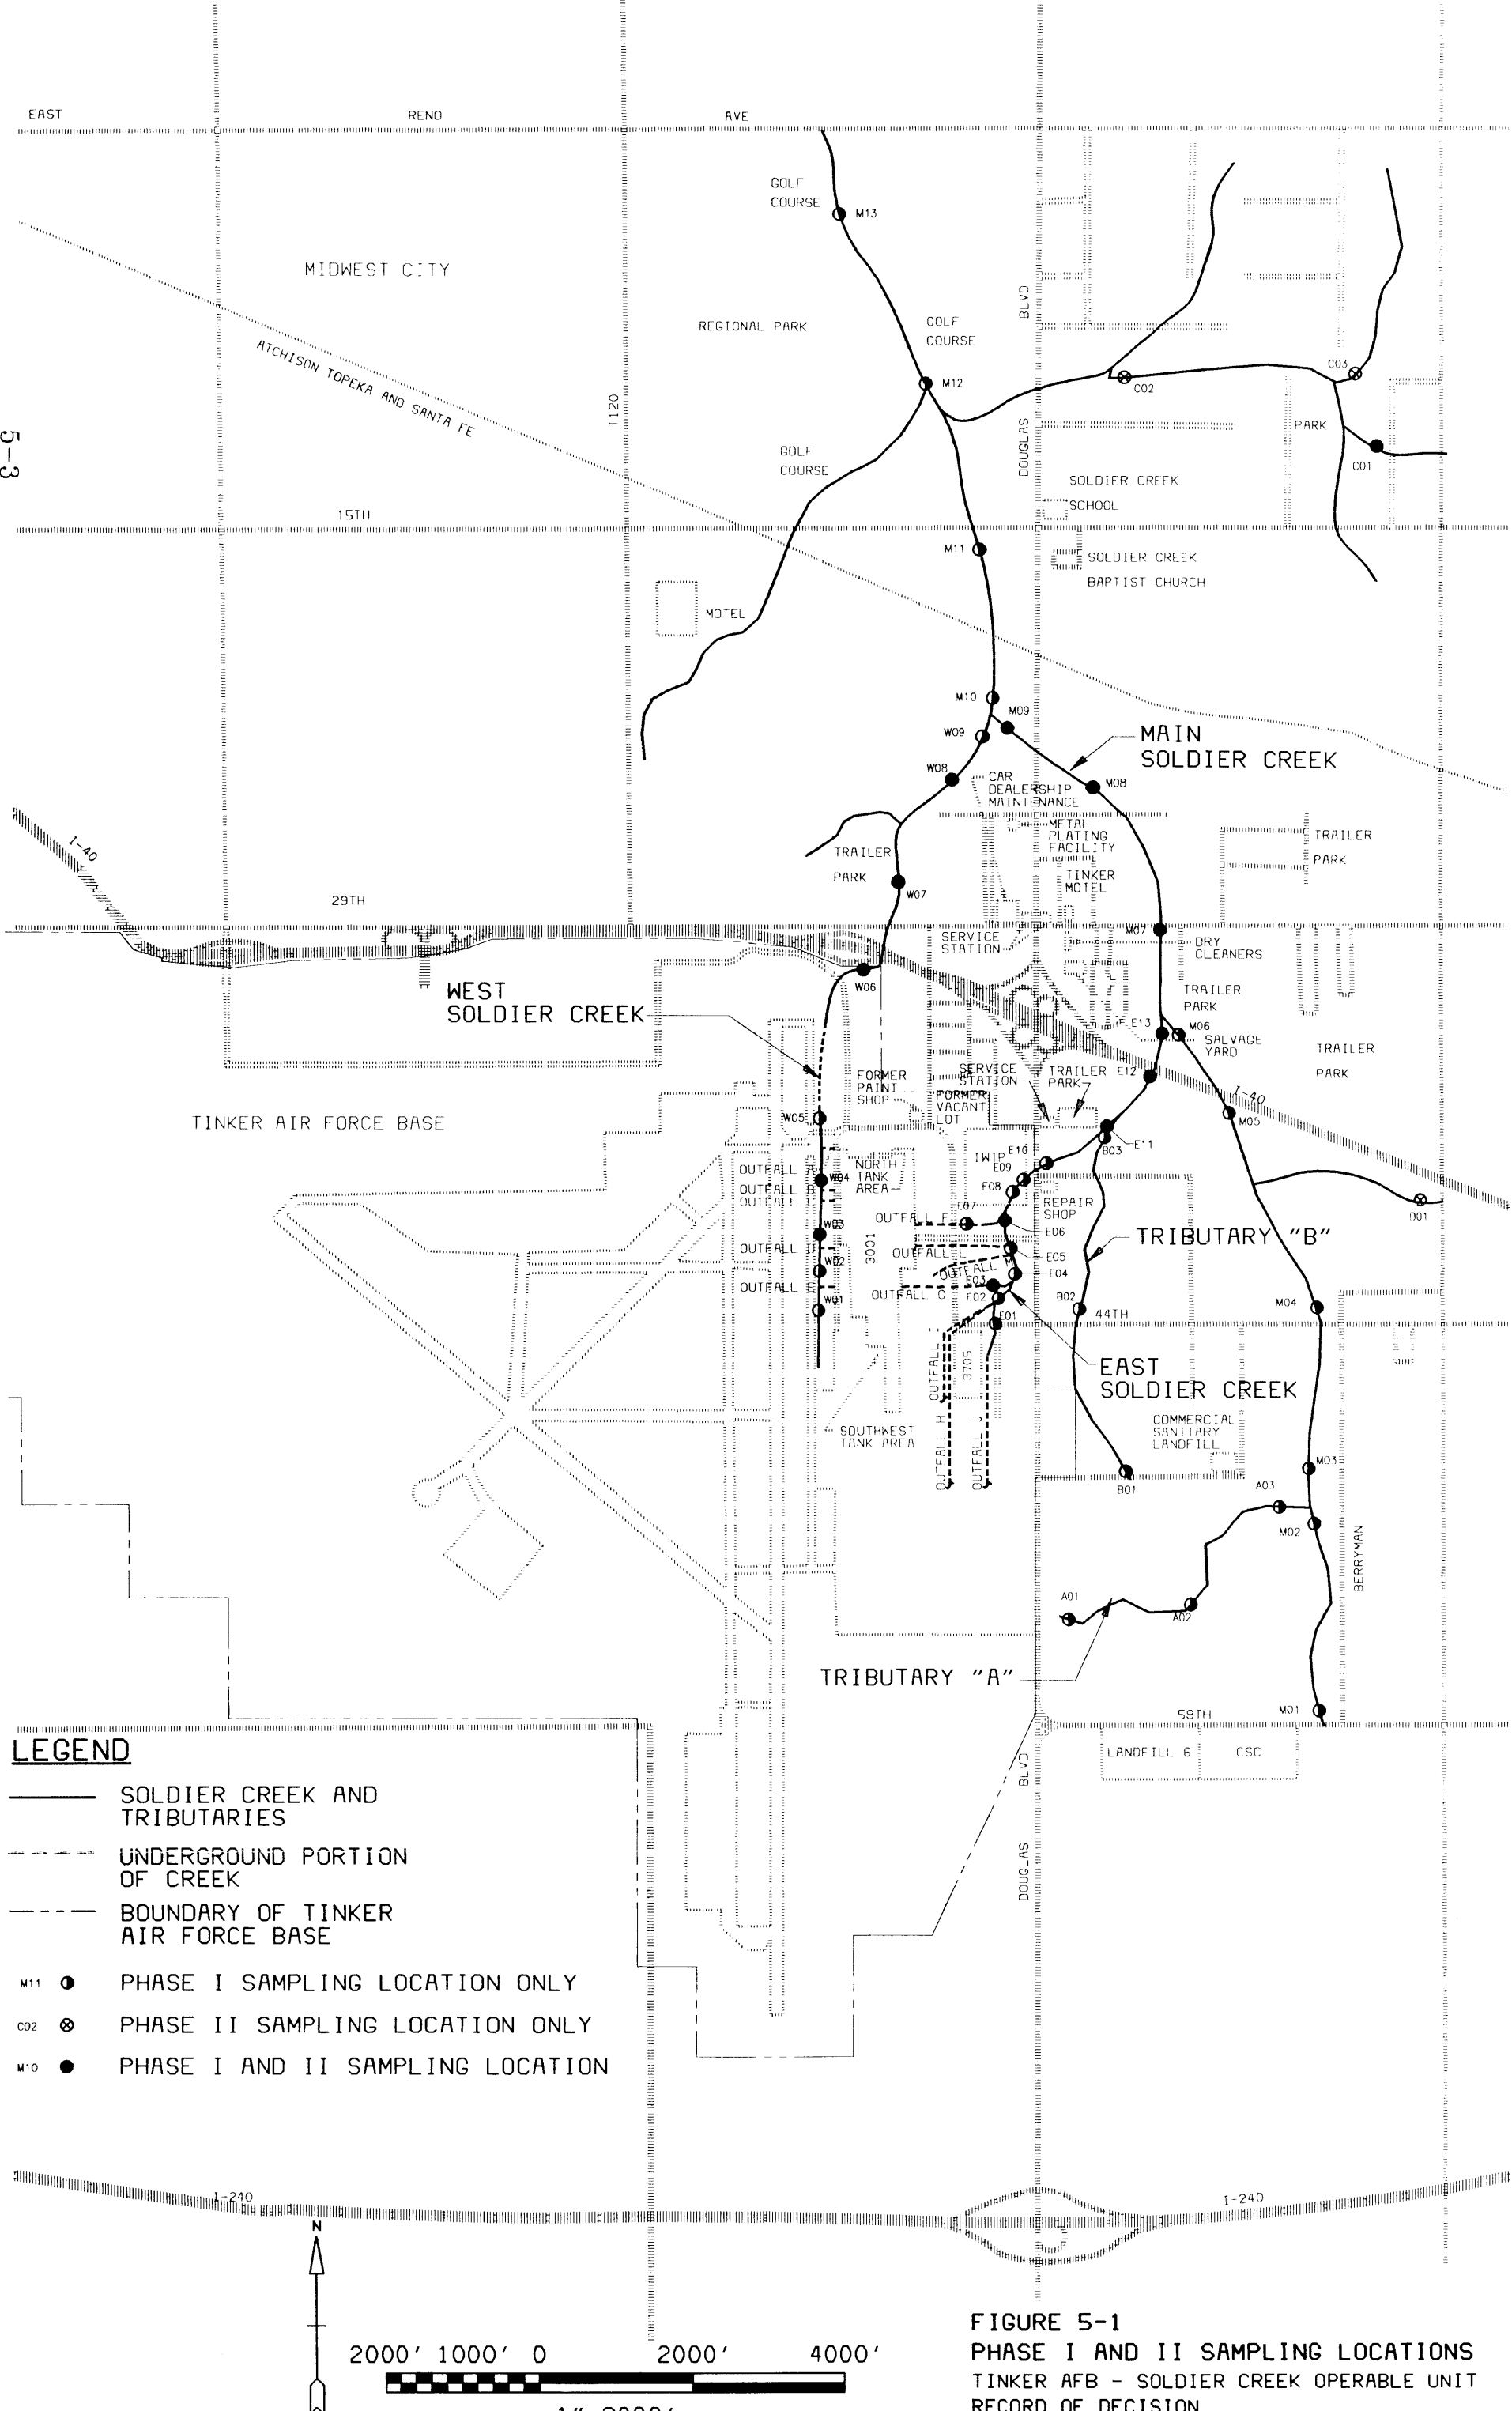 EAST RENO AVE
GOLF
COURSE
M13
MIDWEST CITY
BLVD
REGIONAL PARK
GOLF
COURSE
ATCHISON TOPEKA AND SANTA FE
M12
C02
C03
T120
5-3
DOUGLAS
PARK
GOLF
COURSE
C01
SOLDIER CREEK
SCHOOL
15TH
M11
SOLDIER CREEK
BAPTIST CHURCH
MOTEL
M10
M09
W09
MAIN
SOLDIER CREEK
W08
CAR
DEALERSHIP
MAINTENANCE
M08
METAL
PLATING
FACILITY
I-40
TRAILER
PARK
TRAILER
PARK
TINKER
MOTEL
W07
29TH
SERVICE
STATION
M07
DRY
CLEANERS
W06
WEST
SOLDIER CREEK
TRAILER
PARK
E13
M06
SALVAGE
YARD
TRAILER
PARK
FORMER
PAINT
SHOP
SERVICE
STATION
TRAILER
PARK
E12
I-40
FORMER
VACANT
LOT
W05
M05
TINKER AIR FORCE BASE
E11
B03
IWTP
E10
E09
OUTFALL A
W04
NORTH
TANK
AREA
OUTFALL B
OUTFALL C
E08
REPAIR
SHOP
D01
E07
OUTFALL F
E06
W03
3001
TRIBUTARY "B"
OUTFALL D
OUTFALL L
E05
W02
OUTFALL M
E04
E03
OUTFALL E
OUTFALL G
E02
W01
B02
44TH
M04
E01
OUTFALL I
3705
EAST
SOLDIER CREEK
OUTFALL H
OUTFALL J
SOUTHWEST
TANK AREA
COMMERCIAL
SANITARY
LANDFILL
M03
B01
A03
M02
BERRYMAN
A01
A02
TRIBUTARY "A"
M01
59TH
LANDFILL 6
CSC
BLVD
DOUGLAS
LEGEND
SOLDIER CREEK AND
TRIBUTARIES
UNDERGROUND PORTION
OF CREEK
BOUNDARY OF TINKER
AIR FORCE BASE
M11 PHASE I SAMPLING LOCATION ONLY
C02 PHASE II SAMPLING LOCATION ONLY
M10 PHASE I AND II SAMPLING LOCATION
I-240
I-240
N
2000' 1000' 0 2000' 4000'
FIGURE 5-1
PHASE I AND II SAMPLING LOCATIONS
TINKER AFB - SOLDIER CREEK OPERABLE UNIT
RECORD OF DECISION